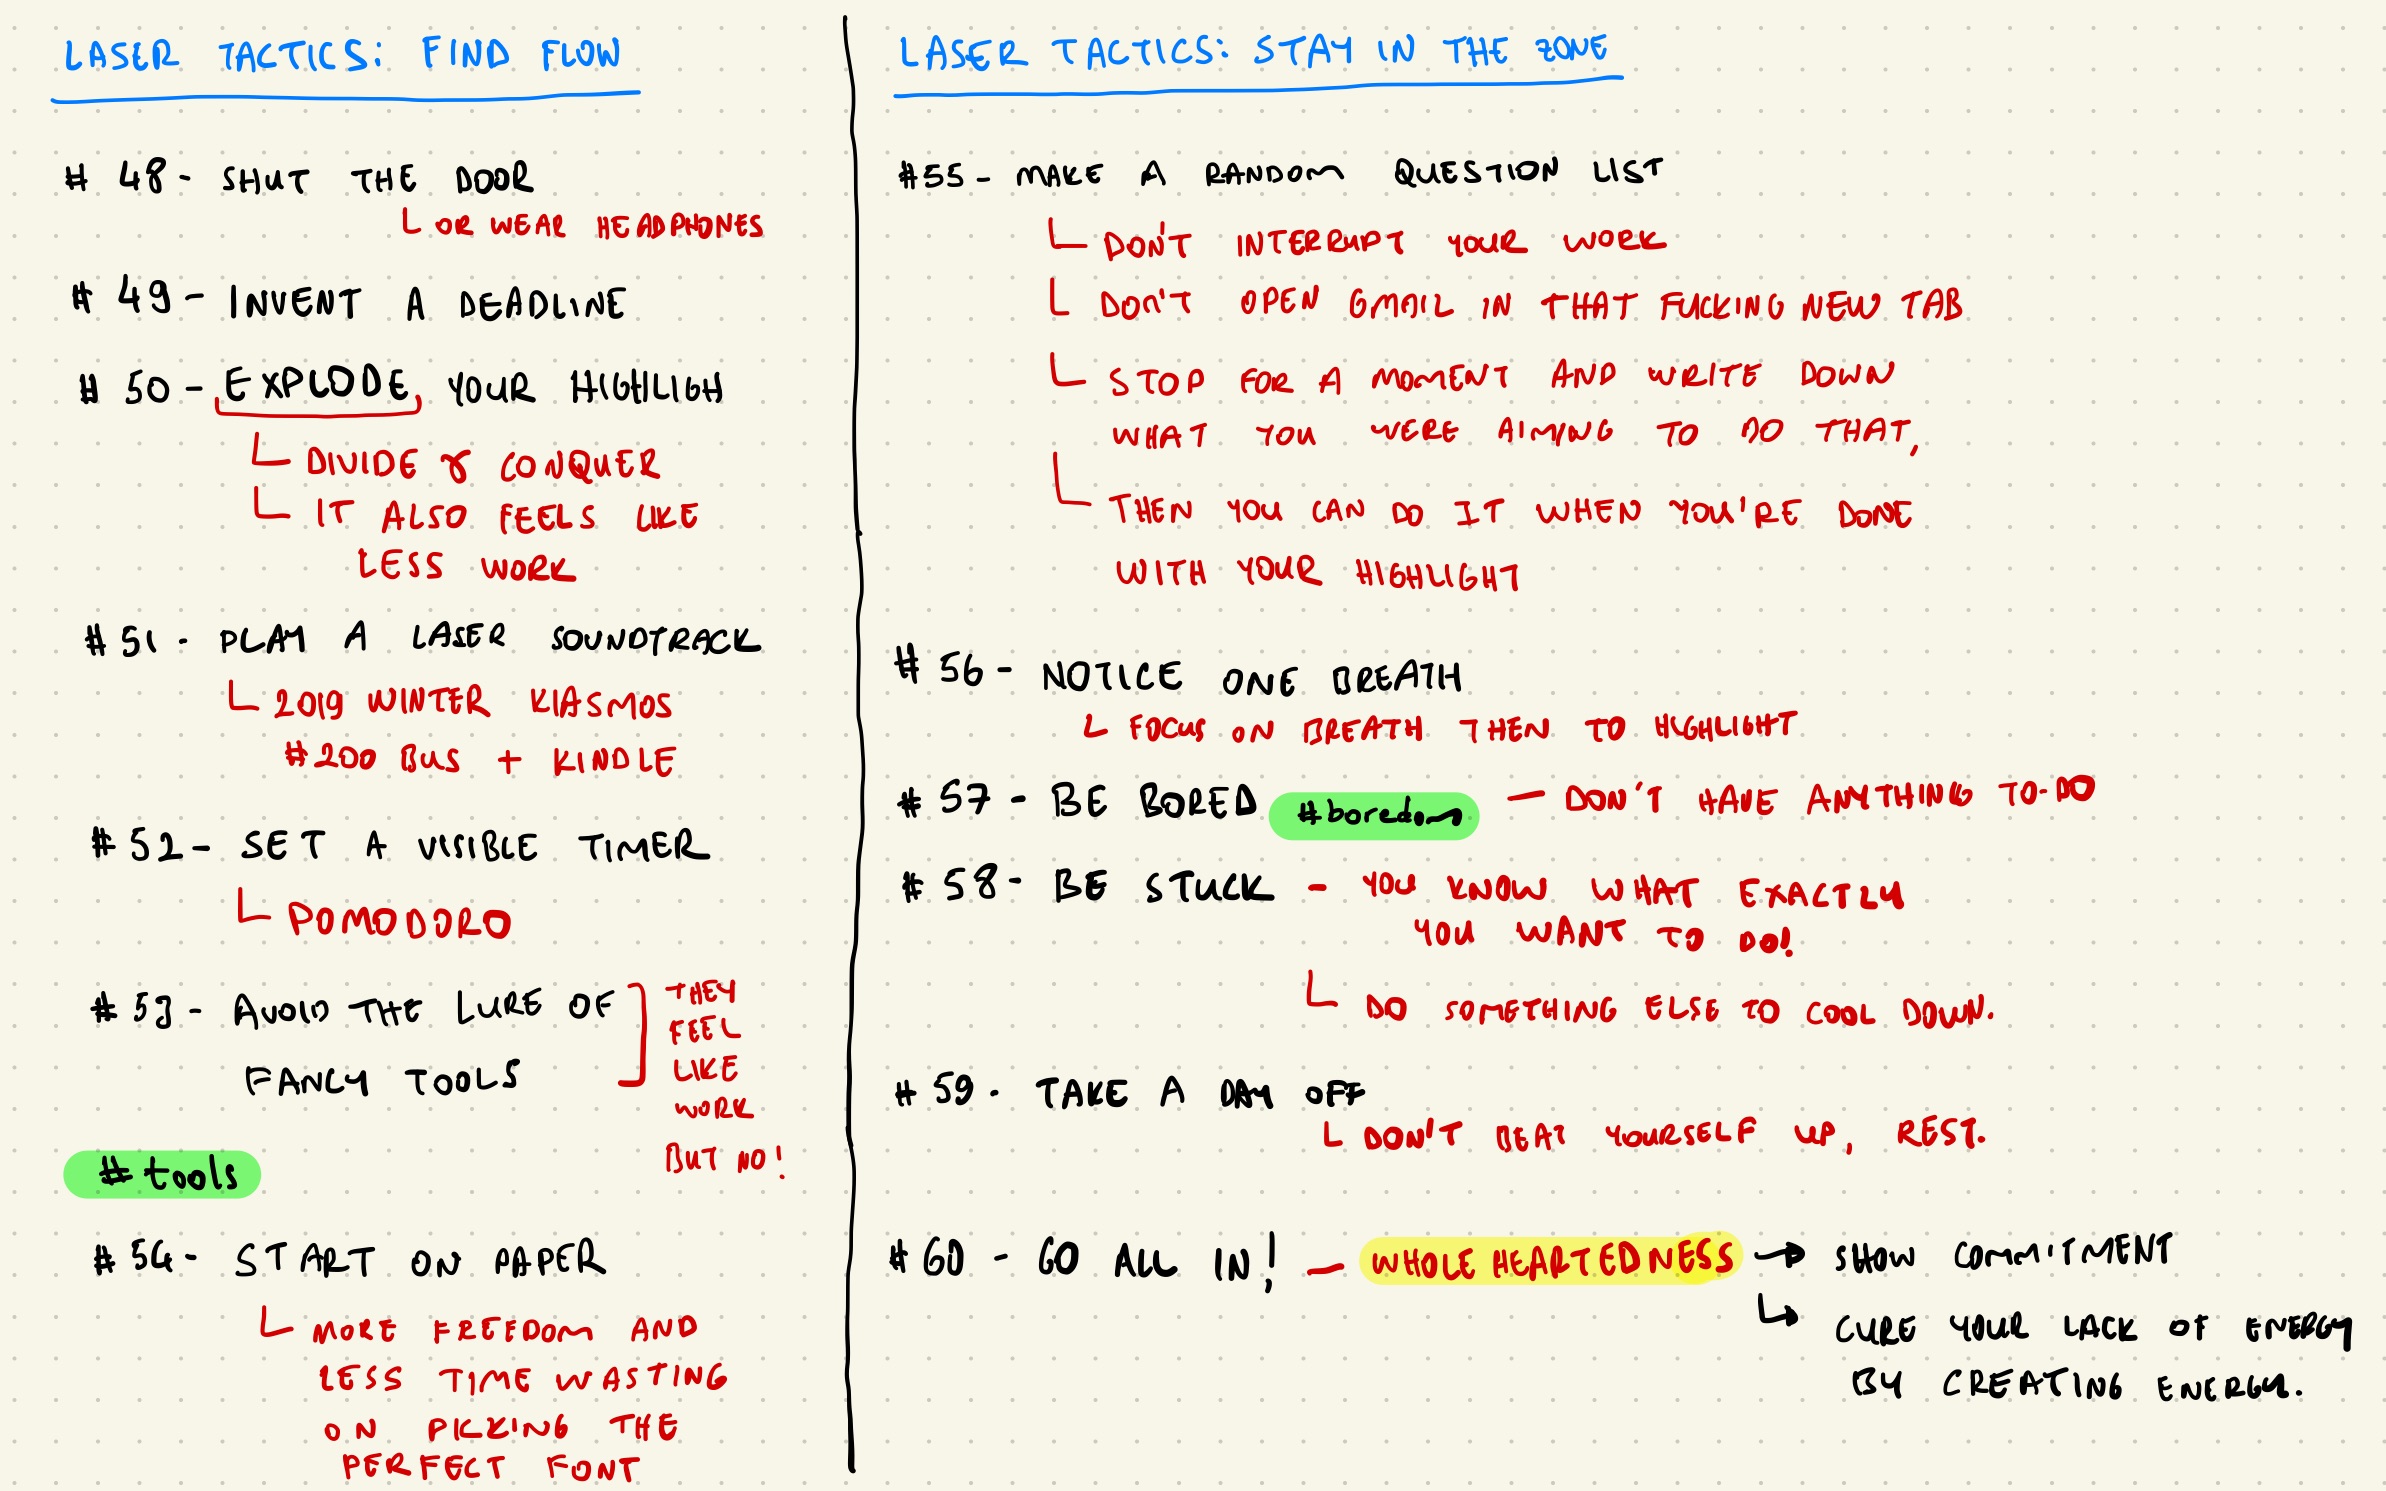 LASER TACTICS: FIND FLOW
# 48 - SHUT THE DOOR
OR WEAR HEADPHONES
# 49 - INVENT A DEADLINE
# 50 - EXPLODE YOUR HIGHLIGH
DIVIDE & CONQUER
IT ALSO FEELS LIKE
LESS WORK
# 51 - PLAY A LASER SOUNDTRACK
2019 WINTER KIASMOS
#200 BUS + KINDLE
# 52 - SET A VISIBLE TIMER
POMODORO
# 53 - AVOID THE LURE OF
FANCY TOOLS
THEY
FEEL
LIKE
WORK
BUT NO!
#tools
# 54 - START ON PAPER
MORE FREEDOM AND
LESS TIME WASTING
ON PICKING THE
PERFECT FONT
LASER TACTICS: STAY IN THE ZONE
#55 - MAKE A RANDOM QUESTION LIST
DON'T INTERRUPT YOUR WORK
DON'T OPEN GMAIL IN THAT FUCKING NEW TAB
STOP FOR A MOMENT AND WRITE DOWN
WHAT YOU WERE AIMING TO DO THAT,
THEN YOU CAN DO IT WHEN YOU'RE DONE
WITH YOUR HIGHLIGHT
# 56 - NOTICE ONE BREATH
FOCUS ON BREATH THEN TO HIGHLIGHT
# 57 - BE BORED #boredom — DON'T HAVE ANYTHING TO-DO
# 58 - BE STUCK - YOU KNOW WHAT EXACTLY
YOU WANT TO DO!
DO SOMETHING ELSE TO COOL DOWN.
# 59 - TAKE A DAY OFF
DON'T BEAT YOURSELF UP, REST.
# 60 - GO ALL IN! — WHOLE HEARTEDNESS → SHOW COMMITMENT
↳ CURE YOUR LACK OF ENERGY
BY CREATING ENERGY.